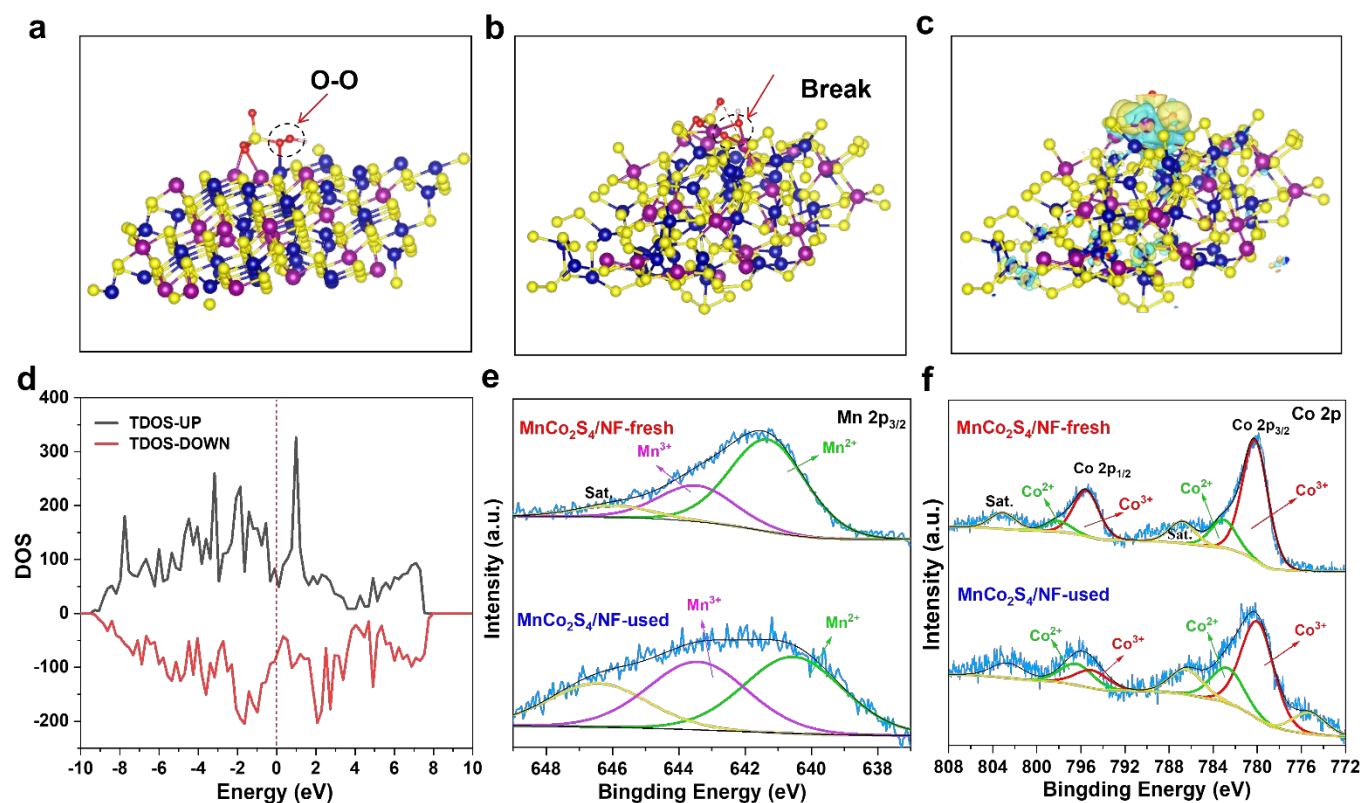 a
O-O
b
Break
c
d
400
300
200
100
0
-100
-200
DOS
TDOS-UP
TDOS-DOWN
-10 -8 -6 -4 -2 0 2 4 6 8 10
Energy (eV)
e
Mn 2p3/2
MnCo2S4/NF-fresh
Mn3+
Mn2+
Sat.
MnCo2S4/NF-used
Mn3+
Mn2+
Intensity (a.u.)
648 646 644 642 640 638
Bingding Energy (eV)
f
Co 2p
MnCo2S4/NF-fresh
Co 2p3/2
Co 2p1/2
Sat.
Co2+
Co3+
Co2+
Co3+
Sat.
MnCo2S4/NF-used
Co2+
Co3+
Co2+
Co3+
Intensity (a.u.)
808 804 800 796 792 788 784 780 776 772
Bingding Energy (eV)